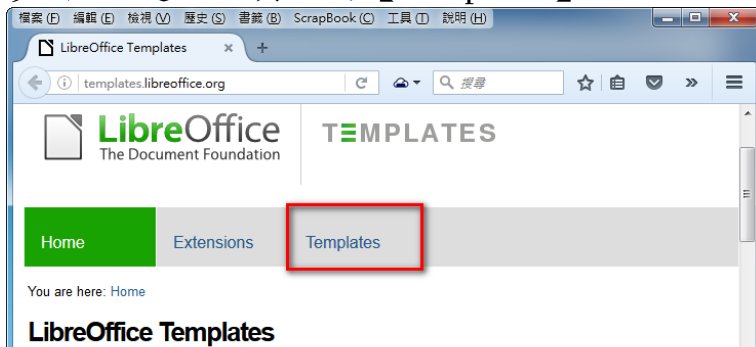 檔案(F) 編輯(E) 檢視(V) 歷史(S) 書籤(B) ScrapBook(C) 工具(T) 說明(H)
LibreOffice Templates × +
templates.libreoffice.org 搜尋
LibreOffice TEMPLATES
The Document Foundation
Home Extensions Templates
You are here: Home
LibreOffice Templates